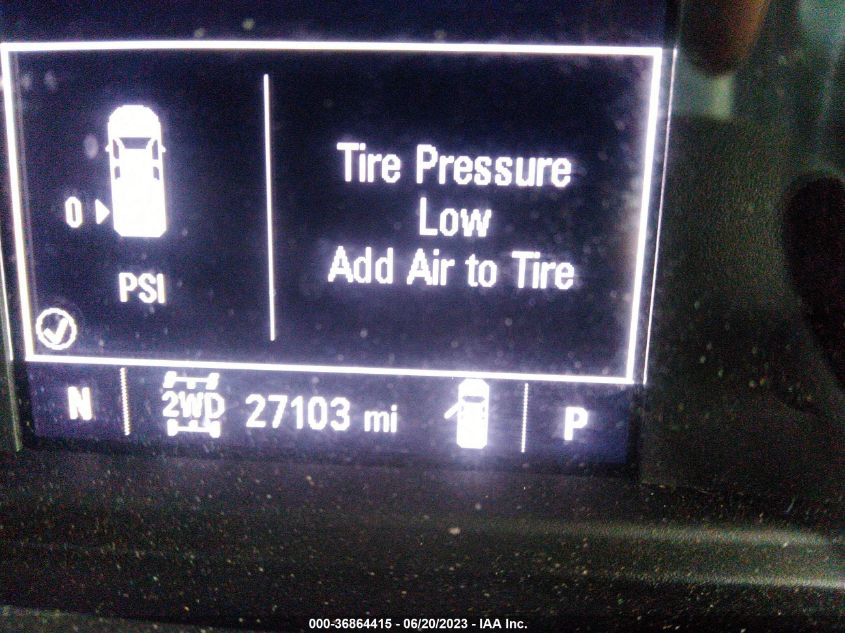 Tire Pressure
Low
Add Air to Tire
0
PSI
N
2WD
27103 mi
P
000-36864415 - 06/20/2023 - IAA Inc.